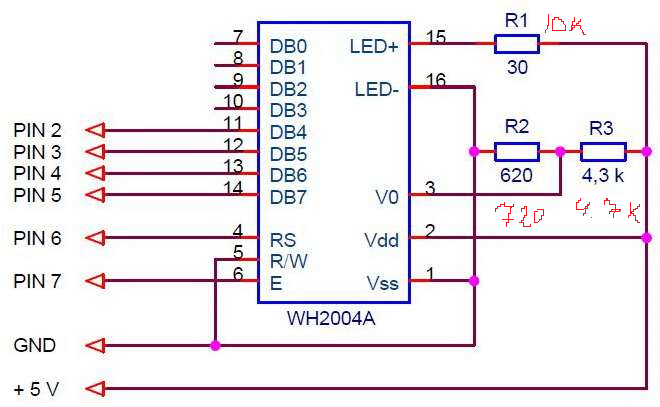 R1 10K
7 DB0 LED+ 15
30
8 DB1
9 DB2 LED- 16
10 DB3
PIN 2 11 DB4 R2 R3
PIN 3 12 DB5
PIN 4 13 DB6 620 4,3 k
PIN 5 14 DB7 V0 3
720 4.7K
PIN 6 4 RS Vdd 2
5 R/W
PIN 7 6 E Vss 1
WH2004A
GND
+ 5 V